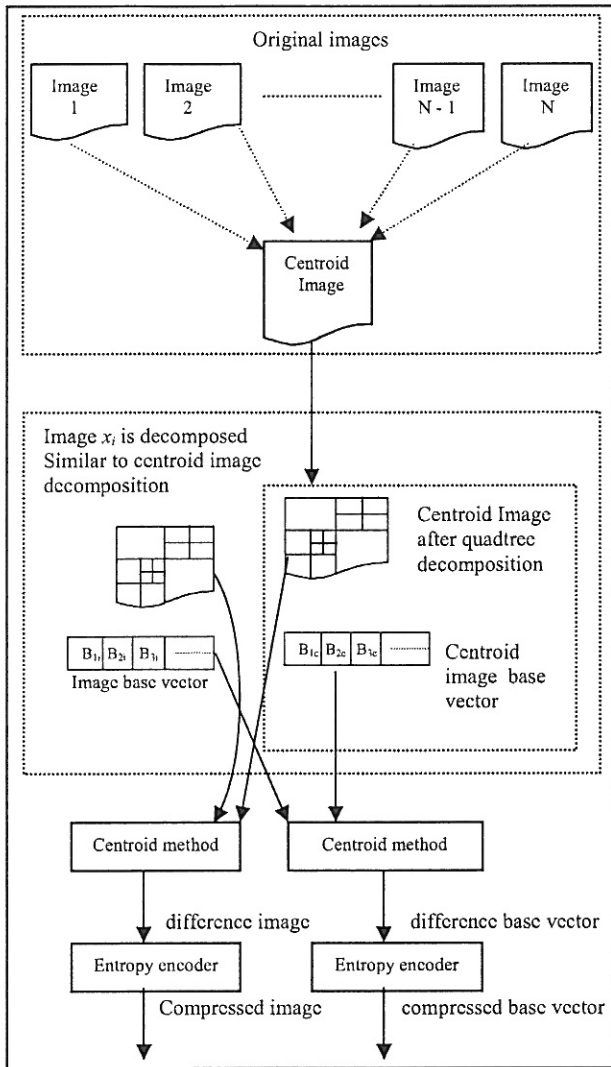 Original images
Image 1
Image 2
Image N - 1
Image N
Centroid Image
Image xi is decomposed
Similar to centroid image
decomposition
Centroid Image
after quadtree
decomposition
B1i B2i B3i
Image base vector
B1c B2c B3c
Centroid
image base
vector
Centroid method
Centroid method
difference image
difference base vector
Entropy encoder
Entropy encoder
Compressed image
compressed base vector